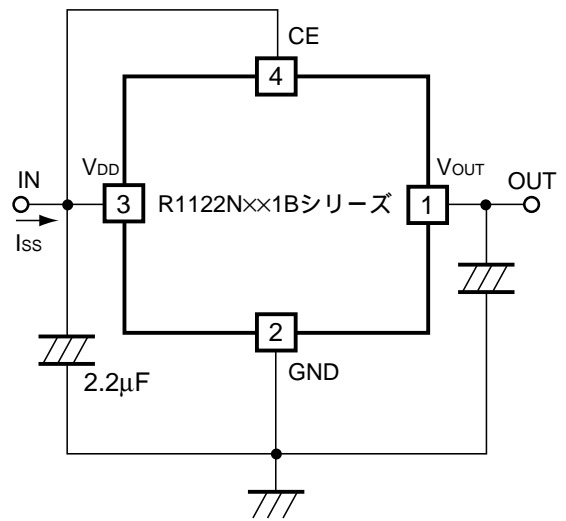 CE
4
VDD
VOUT
IN
3
R1122N××1Bシリーズ
1
OUT
ISS
2
2.2μF
GND